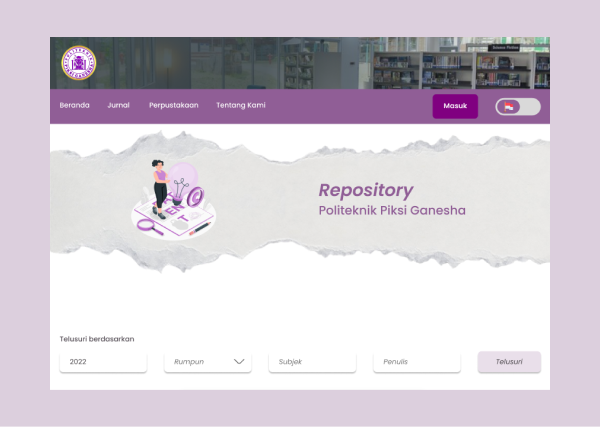 Beranda
Jurnal
Perpustakaan
Tentang Kami
Masuk
Repository
Politeknik Piksi Ganesha
Telusuri berdasarkan
2022
Rumpun
Subjek
Penulis
Telusuri